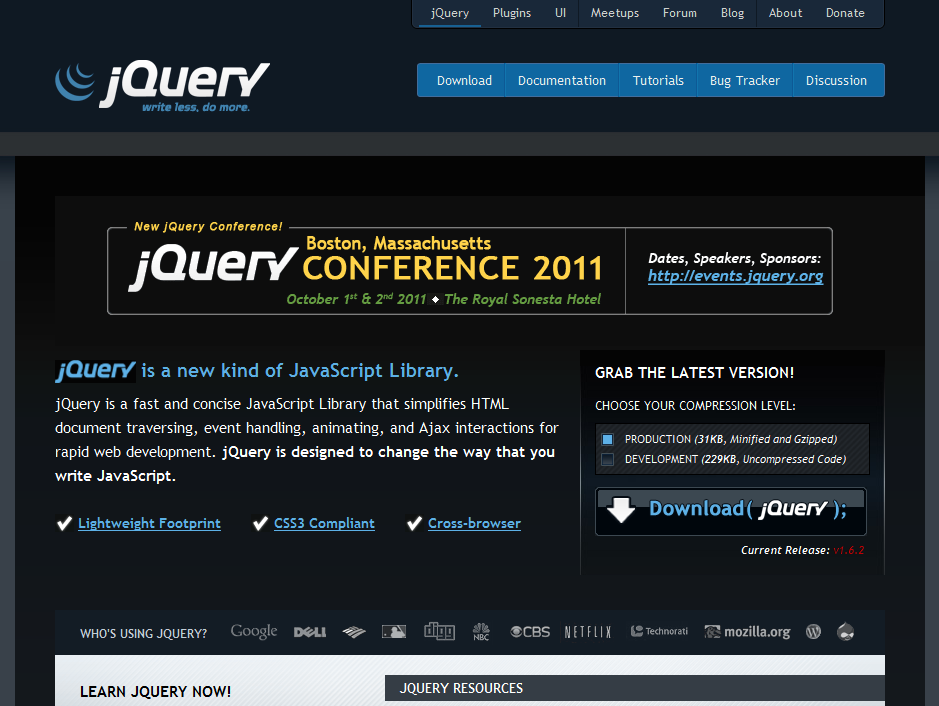 jQuery Plugins UI Meetups Forum Blog About Donate
jQuery
write less, do more.
Download Documentation Tutorials Bug Tracker Discussion
New jQuery Conference!
jQuery
Boston, Massachusetts
CONFERENCE 2011
October 1st & 2nd 2011 ◆ The Royal Sonesta Hotel
Dates, Speakers, Sponsors:
http://events.jquery.org
jQuery is a new kind of JavaScript Library.
jQuery is a fast and concise JavaScript Library that simplifies HTML
document traversing, event handling, animating, and Ajax interactions for
rapid web development. jQuery is designed to change the way that you
write JavaScript.
Lightweight Footprint CSS3 Compliant Cross-browser
GRAB THE LATEST VERSION!
CHOOSE YOUR COMPRESSION LEVEL:
PRODUCTION (31KB, Minified and Gzipped)
DEVELOPMENT (229KB, Uncompressed Code)
Download( jQuery );
Current Release: v1.6.2
WHO'S USING JQUERY? Google DELL NBC CBS NETFLIX Technorati mozilla.org
LEARN JQUERY NOW!
JQUERY RESOURCES